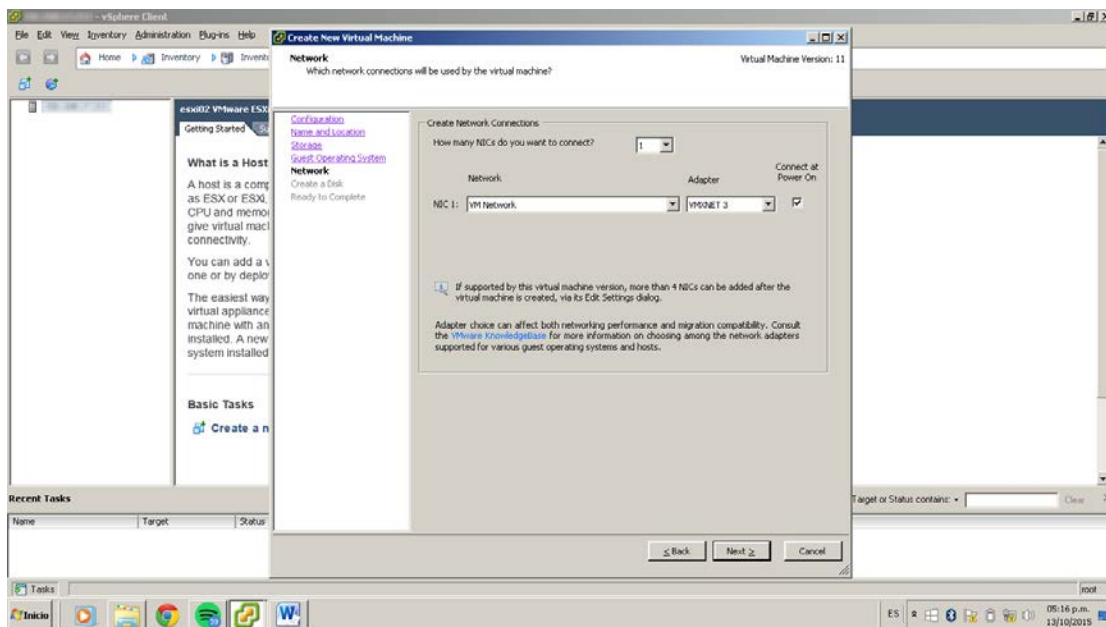 - vSphere Client
File Edit View Inventory Administration Plug-ins Help
Home Inventory
esxi02 VMware ESX
Getting Started
What is a Host
A host is a comp
as ESX or ESXi,
CPU and memo
give virtual mac
connectivity.
You can add a v
one or by deplo
The easiest way
virtual appliance
machine with an
installed. A new
system installed
Basic Tasks
Create a n
Create New Virtual Machine
Network
Which network connections will be used by the virtual machine?
Virtual Machine Version: 11
Configuration
Name and Location
Storage
Guest Operating System
Network
Create a Disk
Ready to Complete
Create Network Connections
How many NICs do you want to connect? 1
Network Adapter Connect at Power On
NIC 1: VM Network VMXNET 3
If supported by this virtual machine version, more than 4 NICs can be added after the
virtual machine is created, via its Edit Settings dialog.
Adapter choice can affect both networking performance and migration compatibility. Consult
the VMware KnowledgeBase for more information on choosing among the network adapters
supported for various guest operating systems and hosts.
< Back Next > Cancel
Recent Tasks
Target or Status contains: Clear
Name Target Status
Tasks root
Inicio ES 05:16 p.m.
13/10/2015